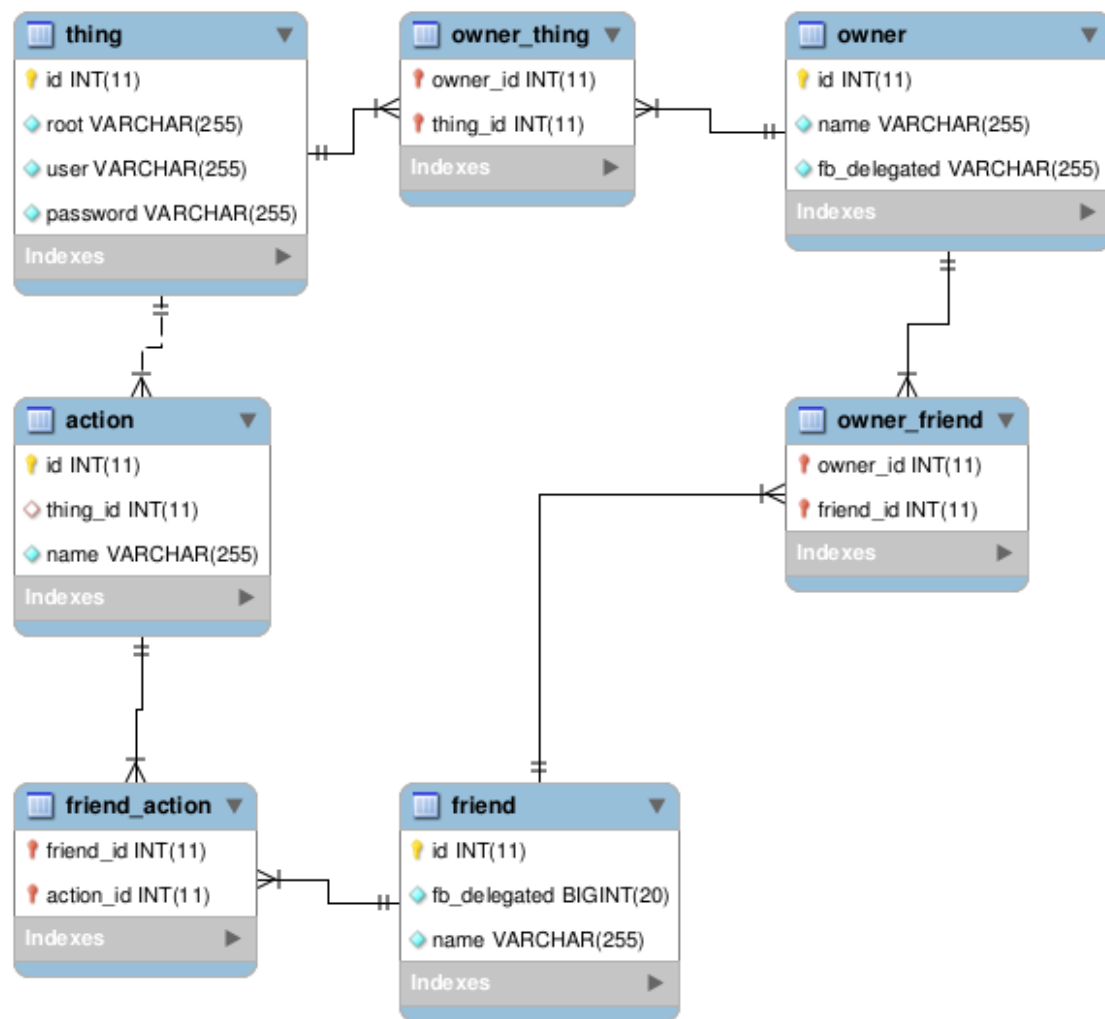 thing
id INT(11)
root VARCHAR(255)
user VARCHAR(255)
password VARCHAR(255)
Indexes
owner_thing
owner_id INT(11)
thing_id INT(11)
Indexes
owner
id INT(11)
name VARCHAR(255)
fb_delegated VARCHAR(255)
Indexes
action
id INT(11)
thing_id INT(11)
name VARCHAR(255)
Indexes
owner_friend
owner_id INT(11)
friend_id INT(11)
Indexes
friend_action
friend_id INT(11)
action_id INT(11)
Indexes
friend
id INT(11)
fb_delegated BIGINT(20)
name VARCHAR(255)
Indexes